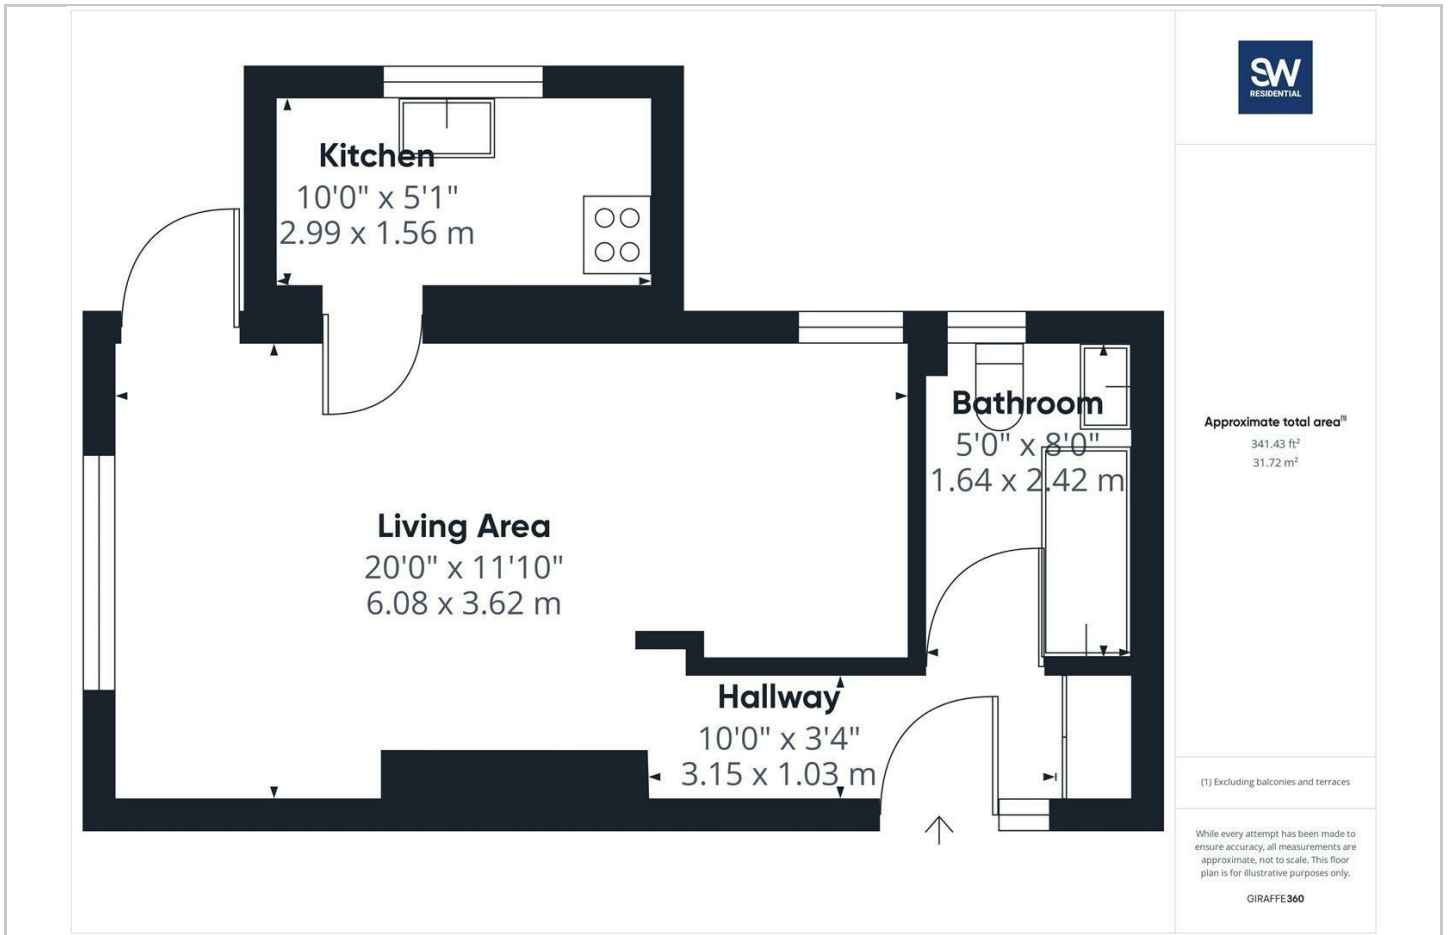 Kitchen
10'0" x 5'1"
2.99 x 1.56 m
Living Area
20'0" x 11'10"
6.08 x 3.62 m
Bathroom
5'0" x 8'0"
1.64 x 2.42 m
Hallway
10'0" x 3'4"
3.15 x 1.03 m
SW
RESIDENTIAL
Approximate total area⁽¹⁾
341.43 ft²
31.72 m²
(1) Excluding balconies and terraces
While every attempt has been made to
ensure accuracy, all measurements are
approximate, not to scale. This floor
plan is for illustrative purposes only.
GIRAFFE360